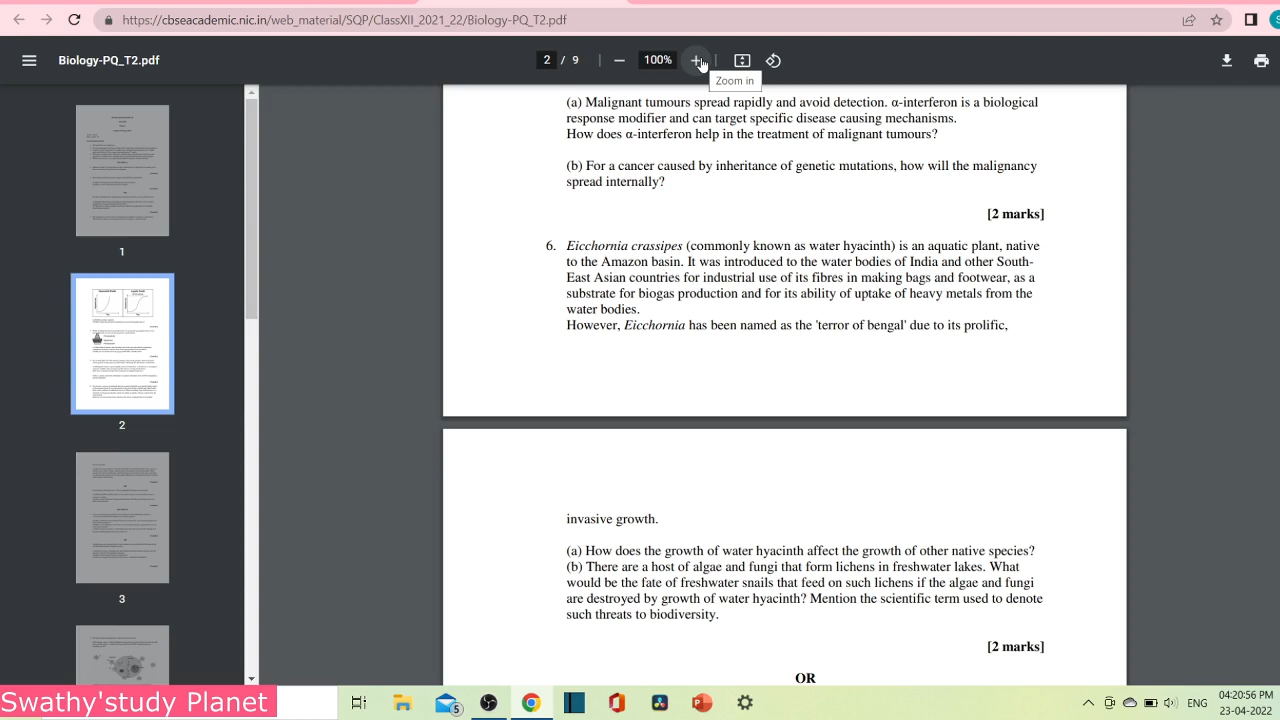 https://cbseacademic.nic.in/web_material/SQP/ClassXII_2021_22/Biology-PQ_T2.pdf
Biology-PQ_T2.pdf
2 / 9
100%
Zoom in
(a) Malignant tumours spread rapidly and avoid detection. α-interferon is a biological
response modifier and can target specific disease causing mechanisms.
How does α-interferon help in the treatment of malignant tumours?
(b) For a cancer caused by inheritance of genetic mutations, how will the malignancy
spread internally?
[2 marks]
6. Eicchornia crassipes (commonly known as water hyacinth) is an aquatic plant, native
to the Amazon basin. It was introduced to the water bodies of India and other South-
East Asian countries for industrial use of its fibres in making bags and footwear, as a
substrate for biogas production and for its ability of uptake of heavy metals from the
water bodies.
However, Eicchornia has been named as the 'terror of bengal' due to its prolific,
invasive growth.
(a) How does the growth of water hyacinth affect the growth of other native species?
(b) There are a host of algae and fungi that form lichens in freshwater lakes. What
would be the fate of freshwater snails that feed on such lichens if the algae and fungi
are destroyed by growth of water hyacinth? Mention the scientific term used to denote
such threats to biodiversity.
[2 marks]
OR
1
2
3
Swathy'study Planet
5
ENG
04:20:56 PM
23-04-2022